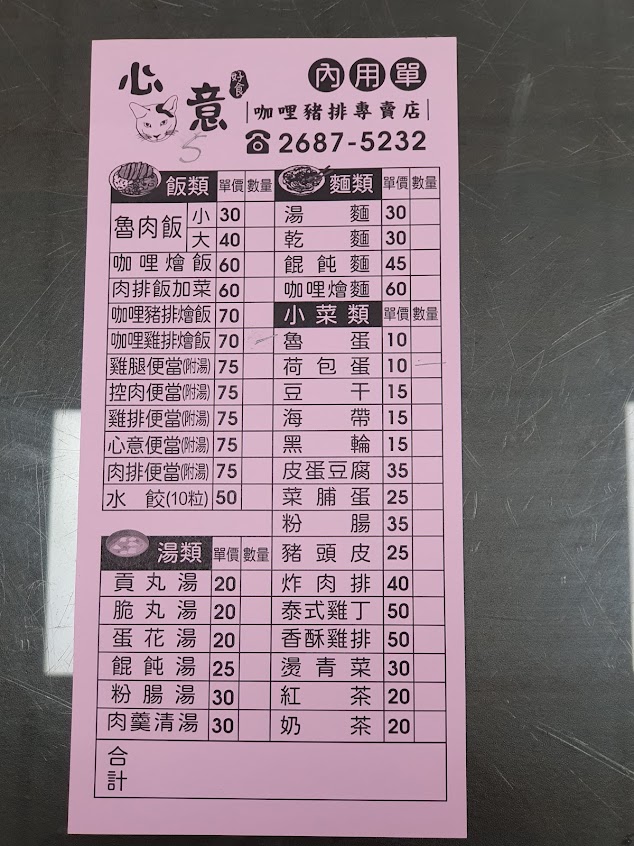 心意 好食
內用單
咖哩豬排專賣店
☎2687-5232
5
飯類 單價 數量
魯肉飯 小 30
大 40
咖哩燴飯 60
肉排飯加菜 60
咖哩豬排燴飯 70
咖哩雞排燴飯 70
雞腿便當(附湯) 75
控肉便當(附湯) 75
雞排便當(附湯) 75
心意便當(附湯) 75
肉排便當(附湯) 75
水餃(10粒) 50
湯類 單價 數量
貢丸湯 20
脆丸湯 20
蛋花湯 20
餛飩湯 25
粉腸湯 30
肉羹清湯 30
麵類 單價 數量
湯麵 30
乾麵 30
餛飩麵 45
咖哩燴麵 60
小菜類 單價 數量
魯蛋 10
荷包蛋 10
豆干 15
海帶 15
黑輪 15
皮蛋豆腐 35
菜脯蛋 25
粉腸 35
豬頭皮 25
炸肉排 40
泰式雞丁 50
香酥雞排 50
燙青菜 30
紅茶 20
奶茶 20
合計